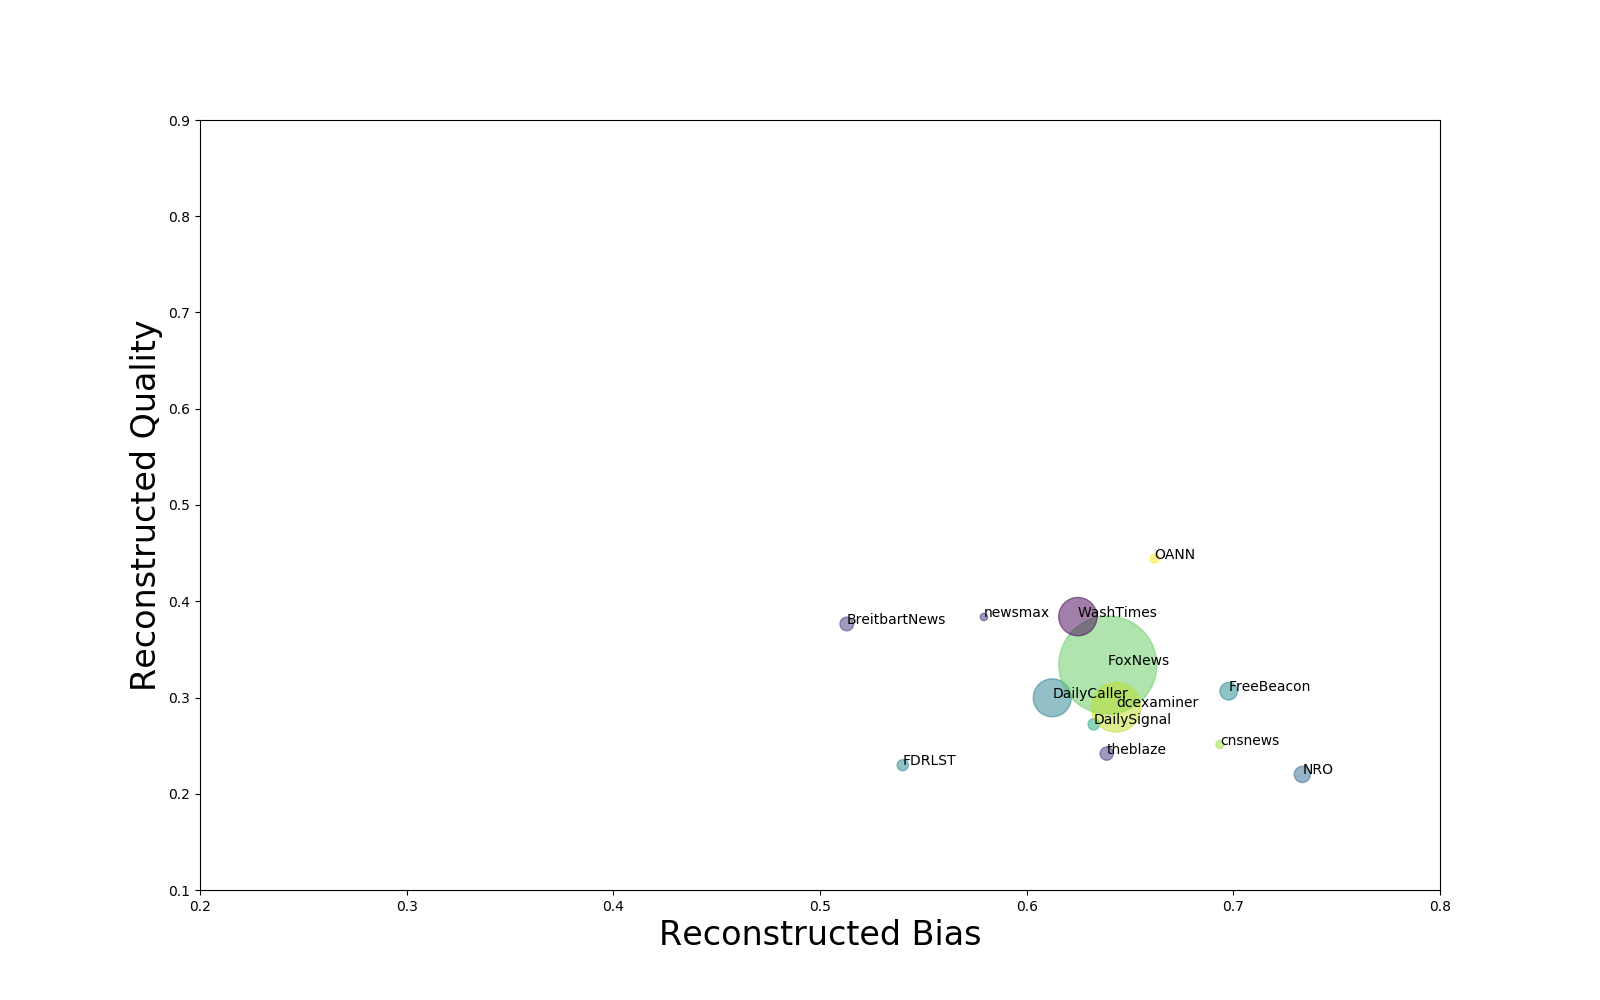 0.9
0.8
0.7
0.6
0.5
0.4
0.3
0.2
0.1
Reconstructed Quality
OANN
newsmax
WashTimes
BreitbartNews
FoxNews
FreeBeacon
DailyCaller
dcexaminer
DailySignal
cnsnews
theblaze
FDRLST
NRO
0.2 0.3 0.4 0.5 0.6 0.7 0.8
Reconstructed Bias